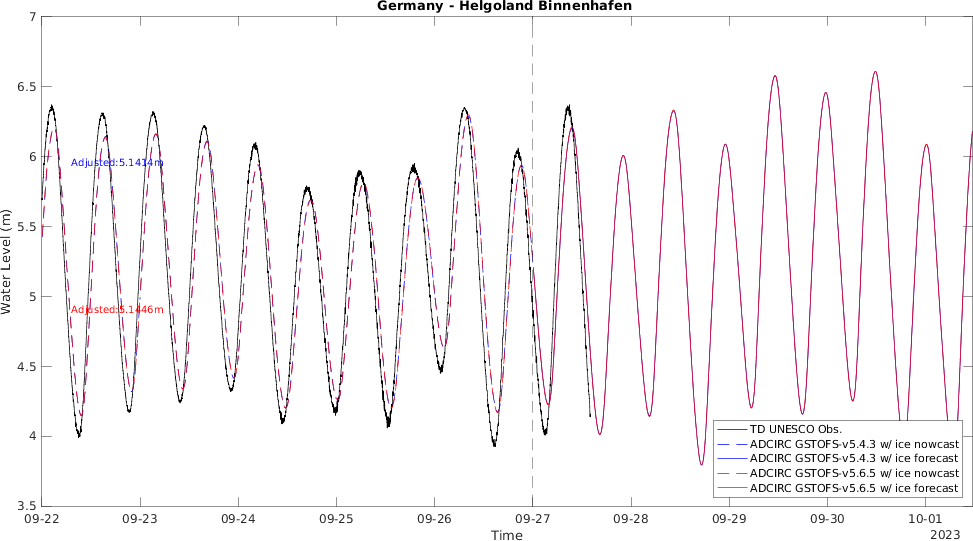 Germany - Helgoland Binnenhafen
7
6.5
6
5.5
5
4.5
4
3.5
Water Level (m)
Adjusted:5.1414m
Adjusted:5.1446m
TD UNESCO Obs.
ADCIRC GSTOFS-v5.4.3 w/ ice nowcast
ADCIRC GSTOFS-v5.4.3 w/ ice forecast
ADCIRC GSTOFS-v5.6.5 w/ ice nowcast
ADCIRC GSTOFS-v5.6.5 w/ ice forecast
09-22 09-23 09-24 09-25 09-26 09-27 09-28 09-29 09-30 10-01
Time
2023